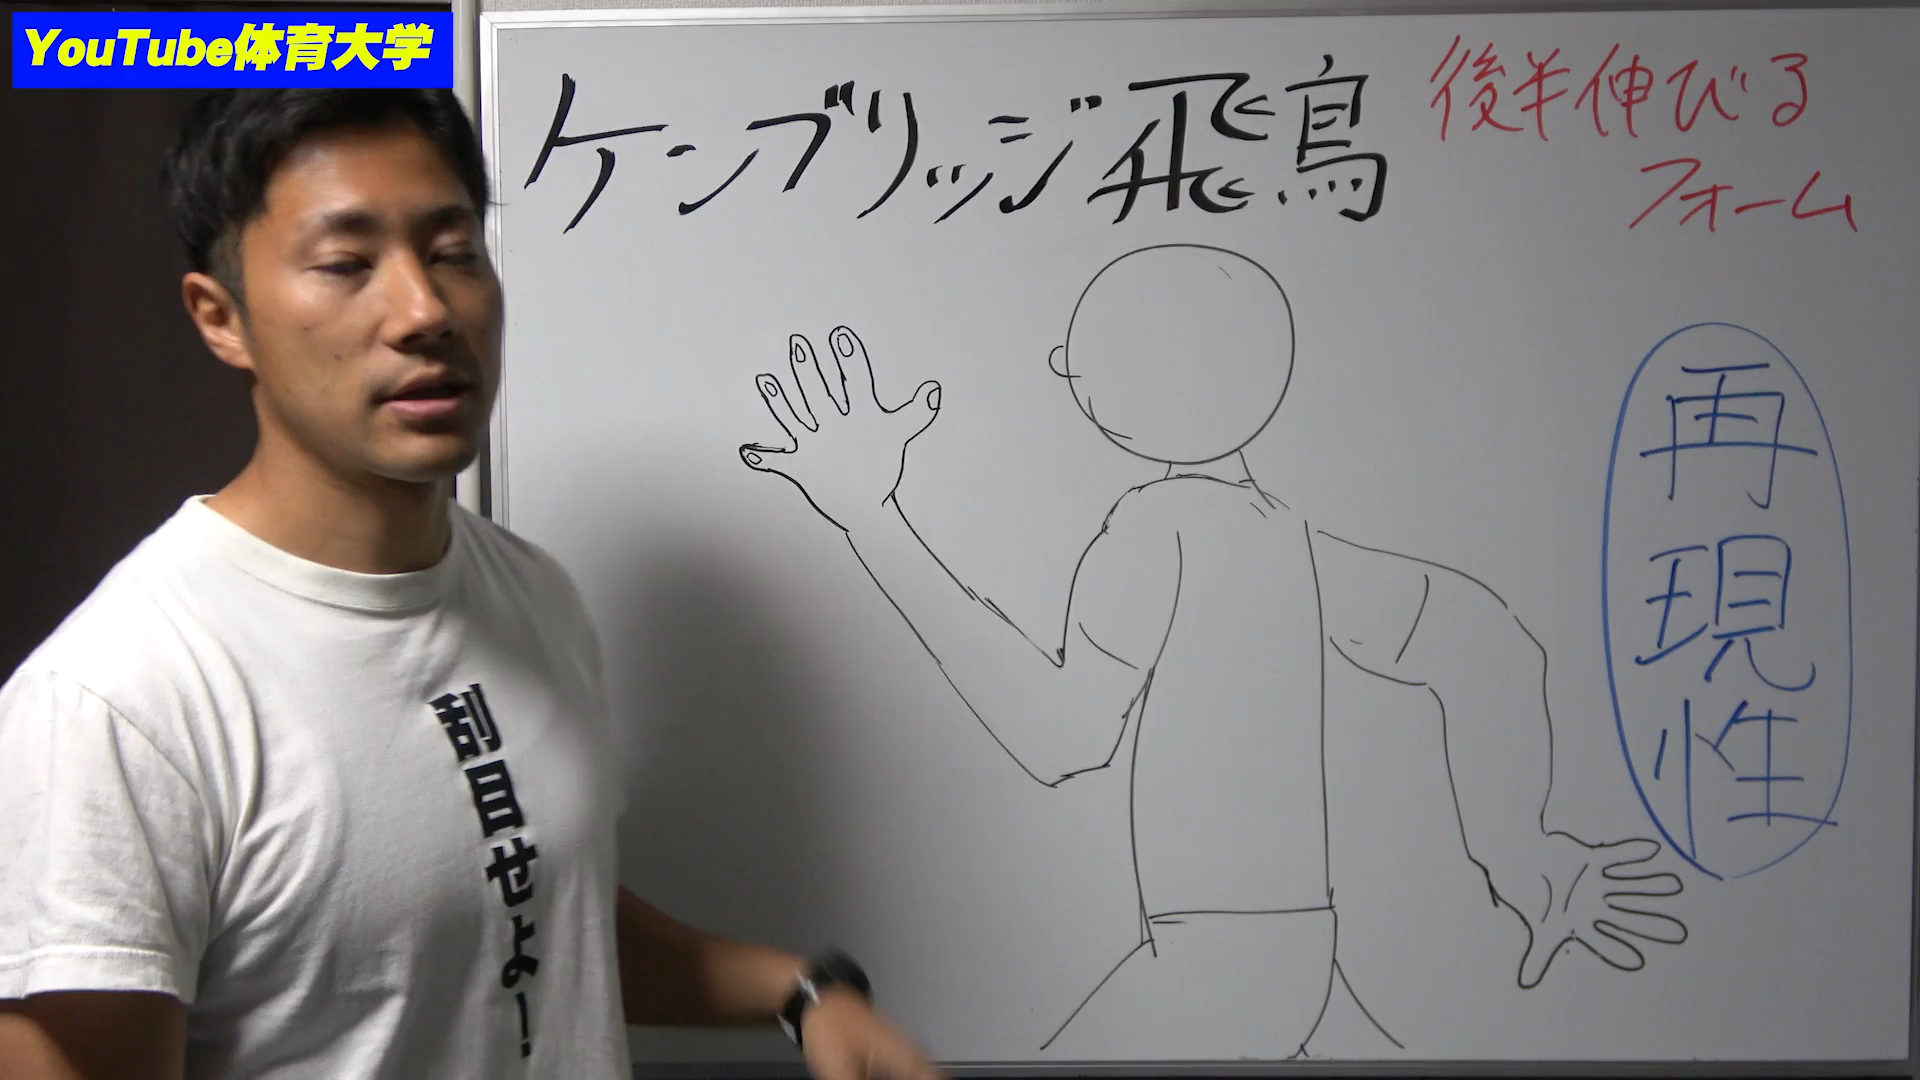 YouTube体育大学
ケンブリッジ飛鳥
後半伸びる
フォーム
再現性
刮目せよー